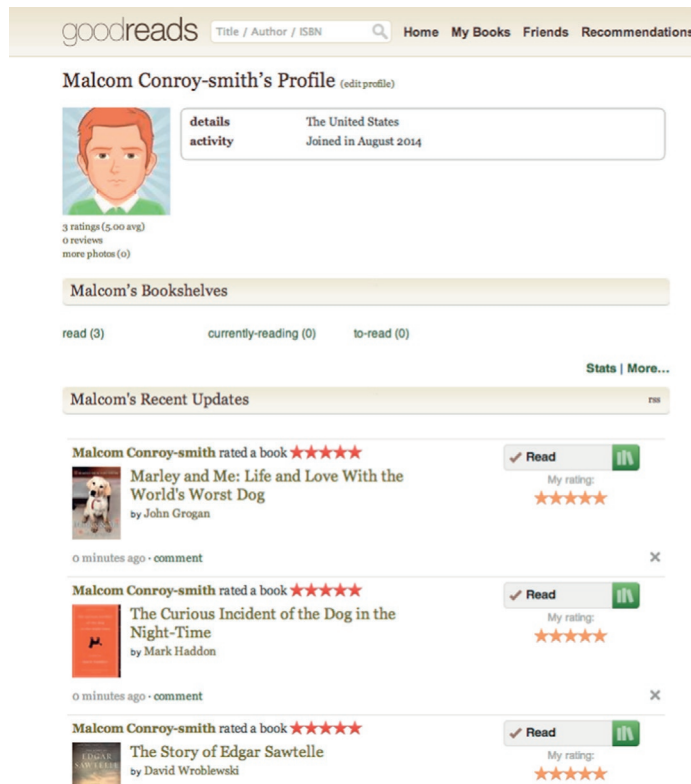 goodreads Title / Author / ISBN Home My Books Friends Recommendations
Malcom Conroy-smith's Profile (edit profile)
details The United States
activity Joined in August 2014
3 ratings (5.00 avg)
0 reviews
more photos (0)
Malcom's Bookshelves
read (3) currently-reading (0) to-read (0)
Stats | More...
Malcom's Recent Updates rss
Malcom Conroy-smith rated a book
Read
Marley and Me: Life and Love With the
World's Worst Dog
by John Grogan
My rating:
0 minutes ago · comment
Malcom Conroy-smith rated a book
Read
The Curious Incident of the Dog in the
Night-Time
by Mark Haddon
My rating:
0 minutes ago · comment
Malcom Conroy-smith rated a book
Read
The Story of Edgar Sawtelle
by David Wroblewski
My rating:
EDGAR
SAWTELLE